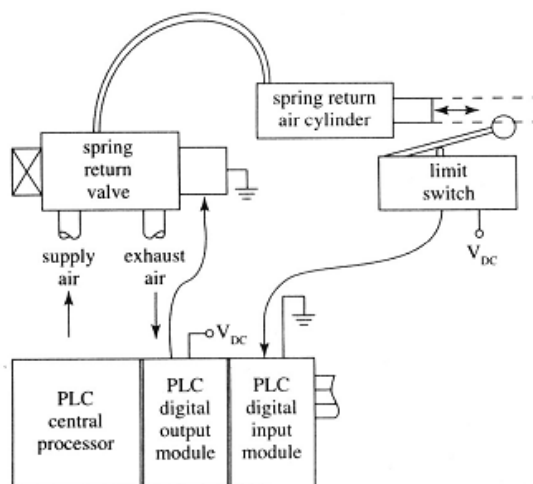 spring return
air cylinder
spring
return
valve
limit
switch
supply
air
exhaust
air
V_DC
V_DC
PLC
central
processor
PLC
digital
output
module
PLC
digital
input
module